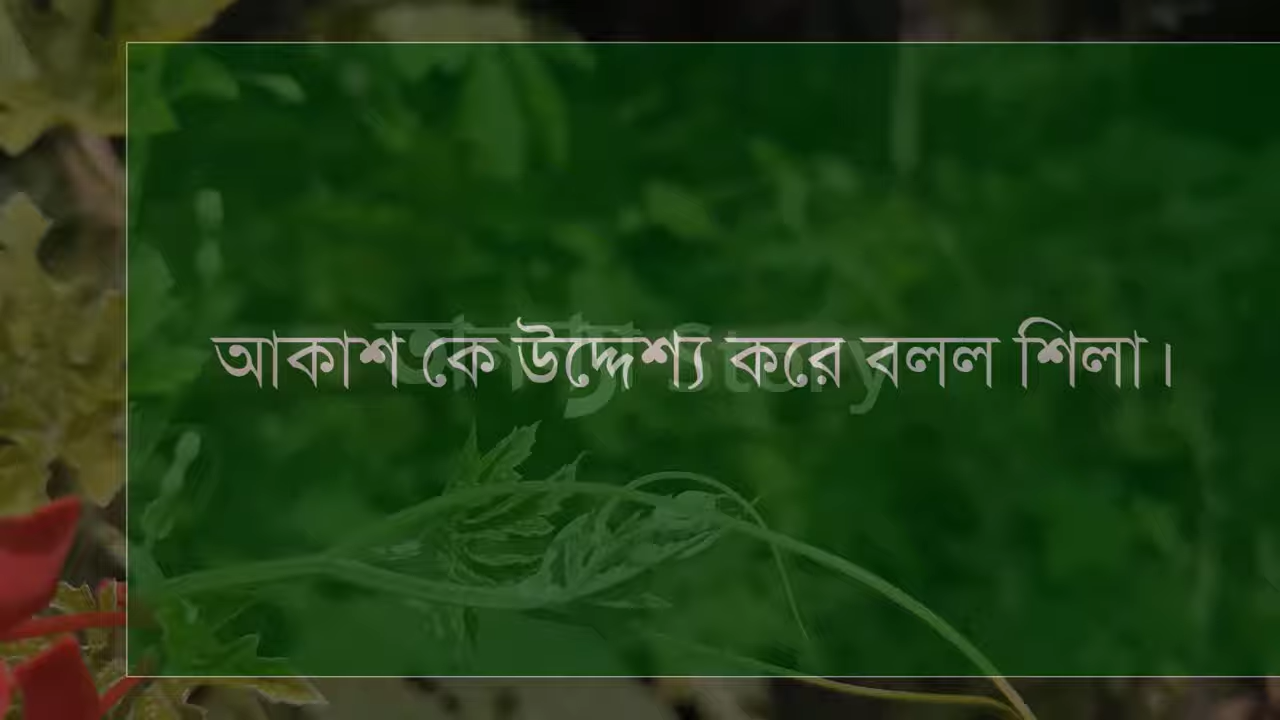 আকাশ কে উদ্দেশ্য করে বলল শিলা।